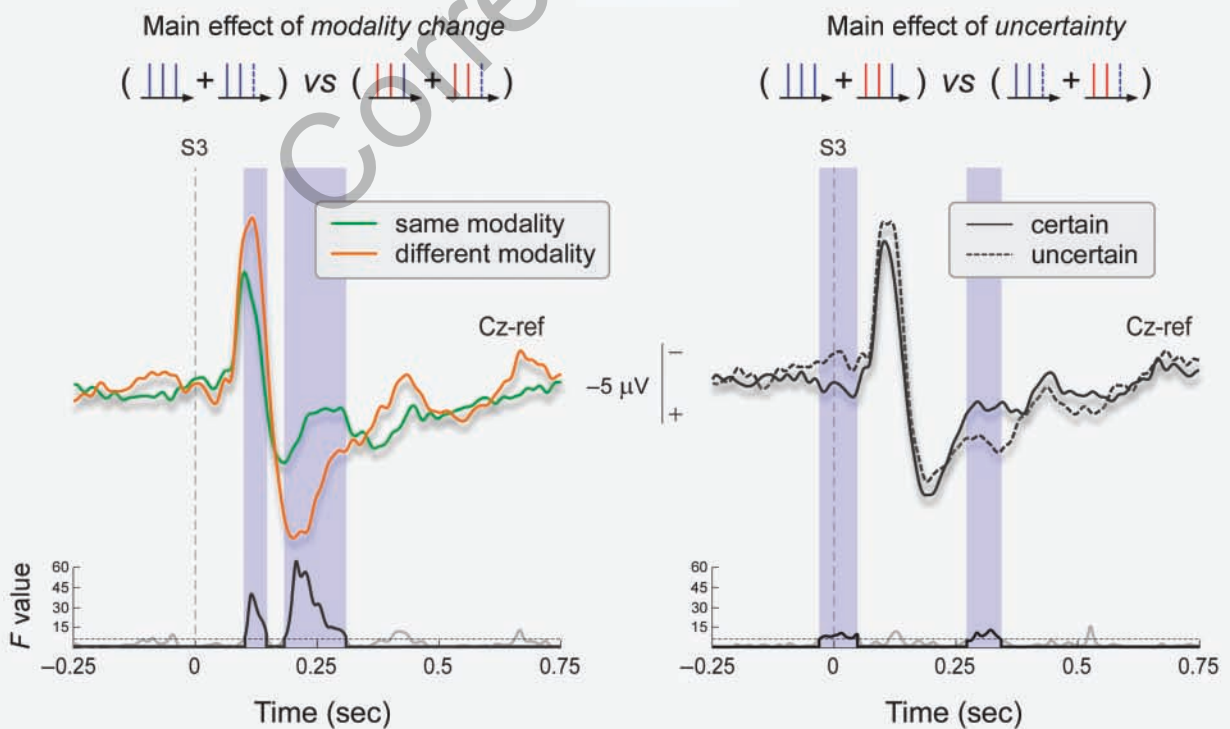 Main effect of modality change
( + ) vs ( + )
S3
same modality
different modality
Cz-ref
F value
60
45
30
15
−0.25
0
0.25
0.5
0.75
Time (sec)
Main effect of uncertainty
( + ) vs ( + )
S3
certain
uncertain
Cz-ref
−5 µV
−
+
60
45
30
15
−0.25
0
0.25
0.5
0.75
Time (sec)
Corre